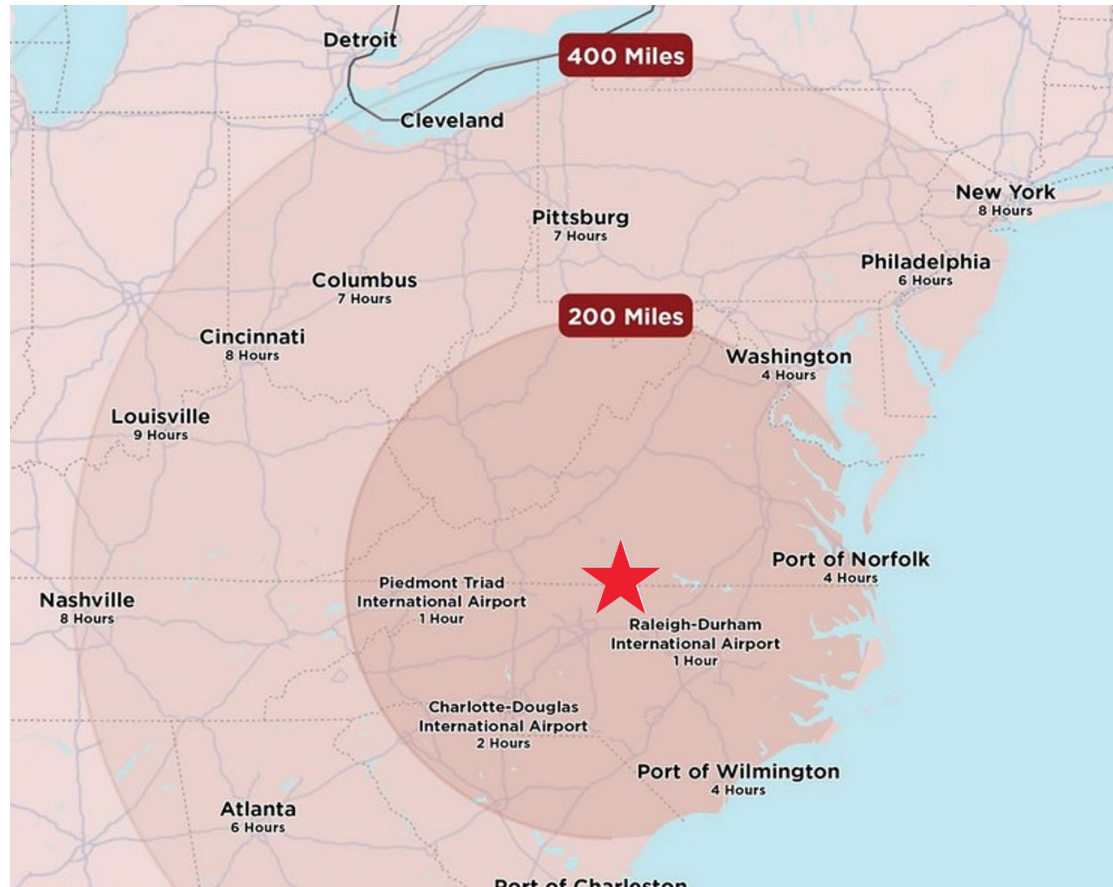 Detroit
400 Miles
Cleveland
New York
8 Hours
Pittsburg
7 Hours
Philadelphia
6 Hours
Columbus
7 Hours
200 Miles
Cincinnati
8 Hours
Washington
4 Hours
Louisville
9 Hours
Port of Norfolk
4 Hours
Piedmont Triad
International Airport
1 Hour
Nashville
8 Hours
Raleigh-Durham
International Airport
1 Hour
Charlotte-Douglas
International Airport
2 Hours
Port of Wilmington
4 Hours
Atlanta
6 Hours
Port of Charleston